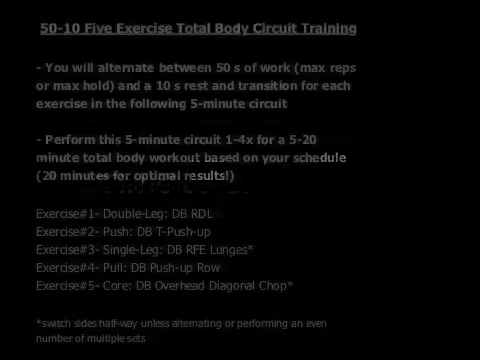 50-10 Five Exercise Total Body Circuit Training
- You will alternate between 50 s of work (max reps
or max hold) and a 10 s rest and transition for each
exercise in the following 5-minute circuit
- Perform this 5-minute circuit 1-4x for a 5-20
minute total body workout based on your schedule
(20 minutes for optimal results!)
Exercise#1- Double-Leg: DB RDL
Exercise#2- Push: DB T-Push-up
Exercise#3- Single-Leg: DB RFE Lunges*
Exercise#4- Pull: DB Push-up Row
Exercise#5- Core: DB Overhead Diagonal Chop*
*switch sides half-way unless alternating or performing an even
number of multiple sets